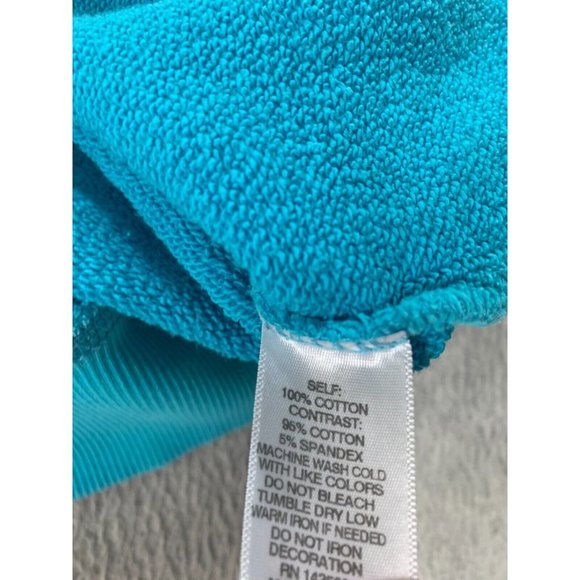 SELF:
100% COTTON
CONTRAST:
95% COTTON
5% SPANDEX
MACHINE WASH COLD
WITH LIKE COLORS
DO NOT BLEACH
TUMBLE DRY LOW
WARM IRON IF NEEDED
DO NOT IRON
DECORATION
RN